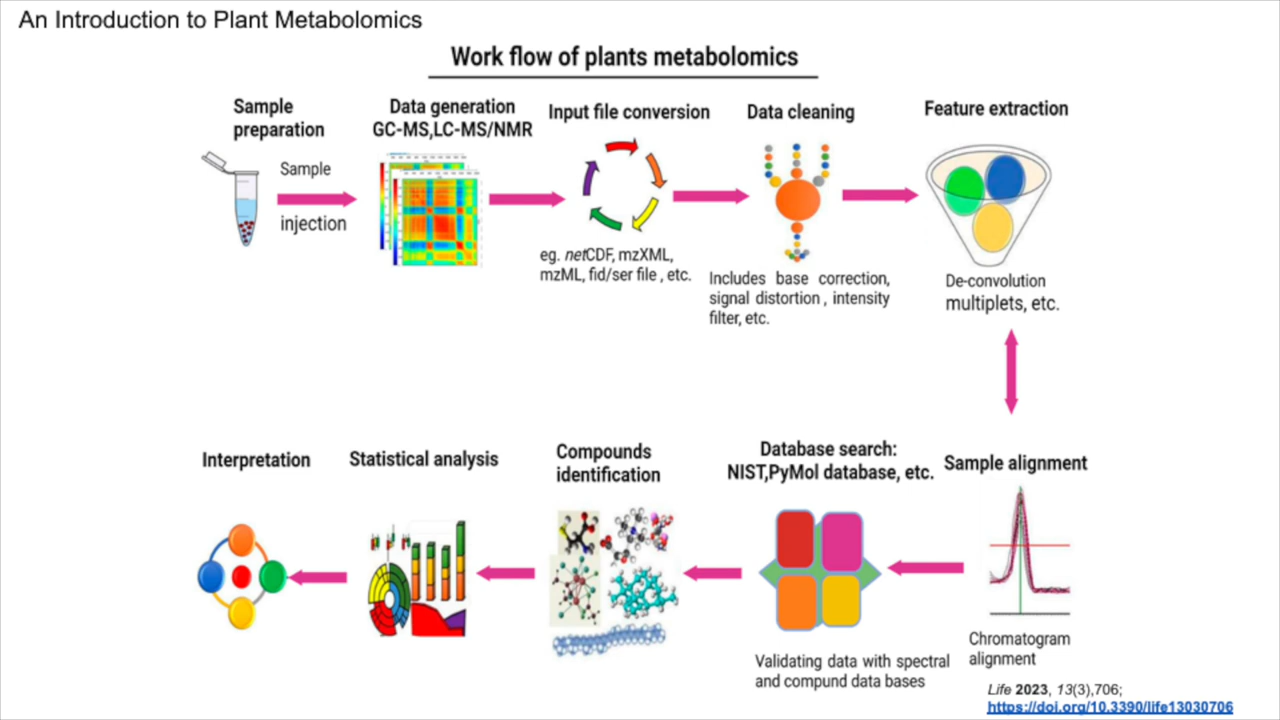 An Introduction to Plant Metabolomics
Work flow of plants metabolomics
Sample
preparation
Sample
injection
Data generation
GC-MS,LC-MS/NMR
Input file conversion
eg. netCDF, mzXML,
mzML, fid/ser file , etc.
Data cleaning
Includes base correction,
signal distortion , intensity
filter, etc.
Feature extraction
De-convolution
multiplets, etc.
Sample alignment
Chromatogram
alignment
Database search:
NIST,PyMol database, etc.
Validating data with spectral
and compund data bases
Compounds
identification
Statistical analysis
Interpretation
Life 2023, 13(3),706;
https://doi.org/10.3390/life13030706